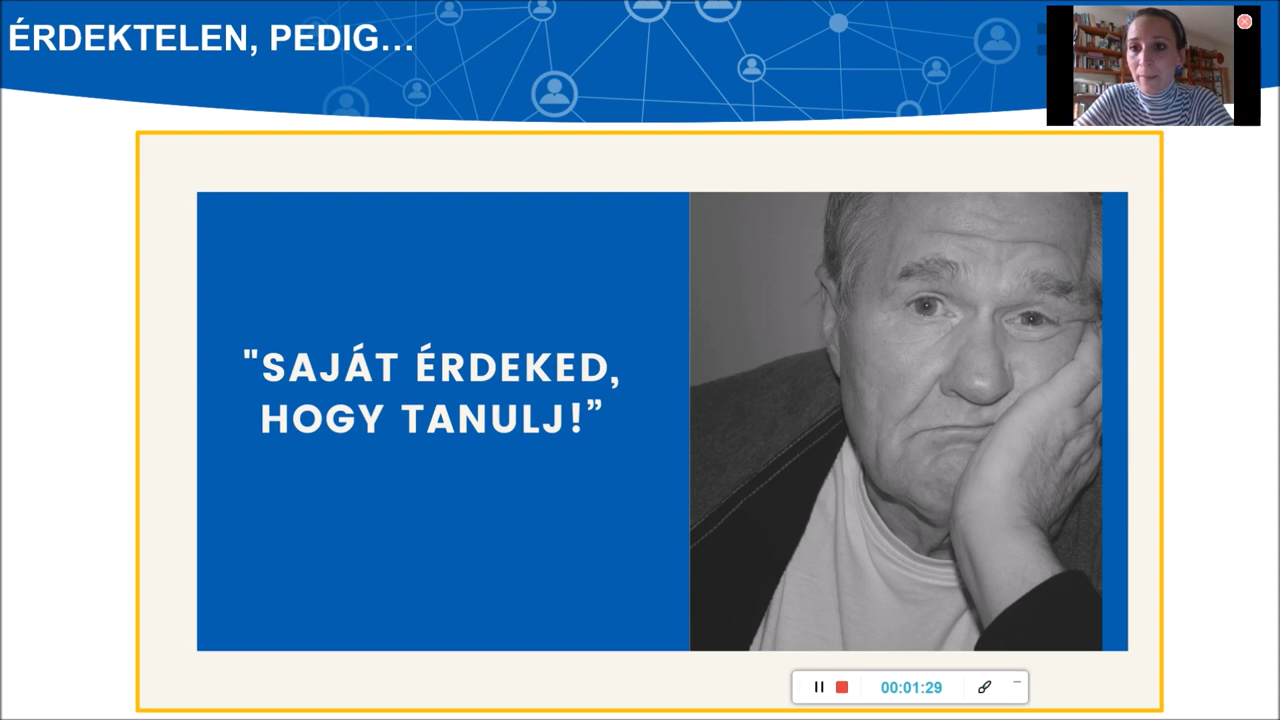 ÉRDEKTELEN, PEDIG...
"SAJÁT ÉRDEKED,
HOGY TANULJ!”
00:01:29